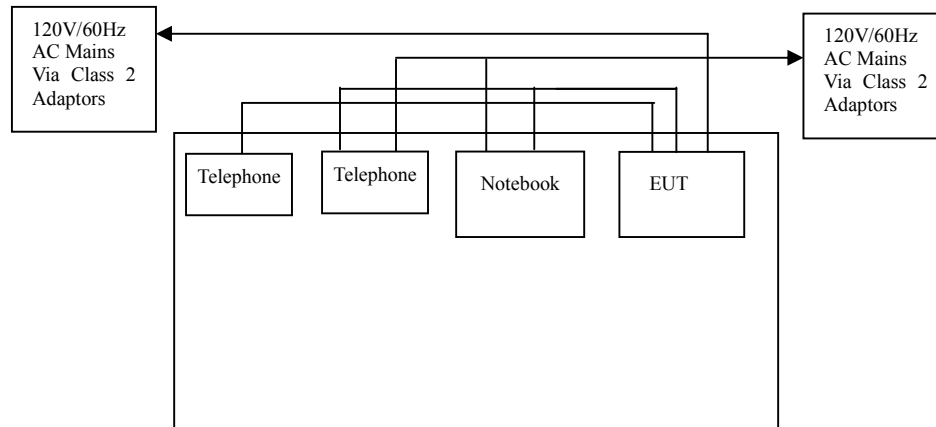 120V/60Hz
AC Mains
Via Class 2
Adaptors
120V/60Hz
AC Mains
Via Class 2
Adaptors
Telephone
Telephone
Notebook
EUT